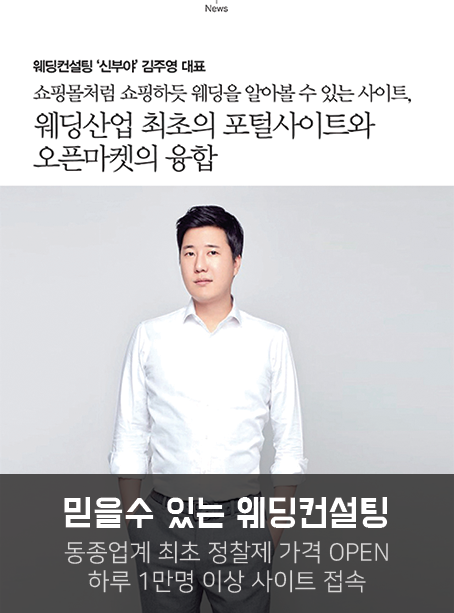 News
웨딩컨설팅 '신부야' 김주영 대표
쇼핑몰처럼 쇼핑하듯 웨딩을 알아볼 수 있는 사이트,
웨딩산업 최초의 포털사이트와
오픈마켓의 융합
믿을수 있는 웨딩컨설팅
동종업계 최초 정찰제 가격 OPEN
하루 1만명 이상 사이트 접속